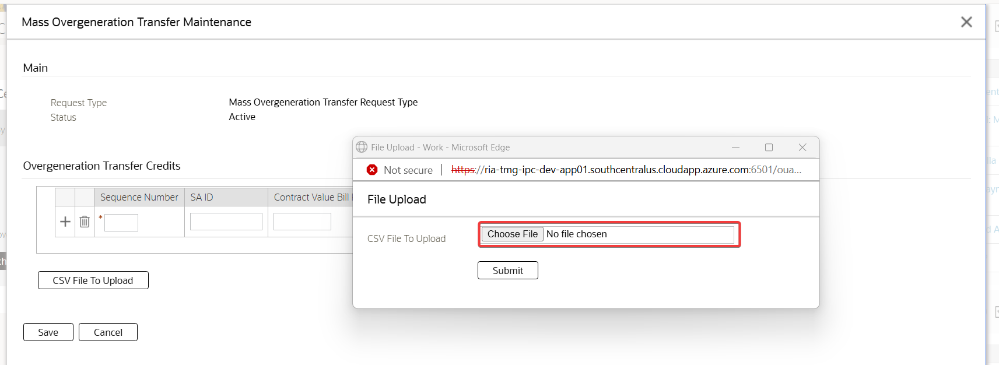 Mass Overgeneration Transfer Maintenance
Main
Request Type Mass Overgeneration Transfer Request Type
Status Active
Overgeneration Transfer Credits
Sequence Number SA ID Contract Value Bill
*
CSV File To Upload
Save Cancel
File Upload - Work - Microsoft Edge
Not secure https://ria-tmg-ipc-dev-app01.southcentralus.cloudapp.azure.com:6501/oua...
File Upload
CSV File To Upload Choose File No file chosen
Submit